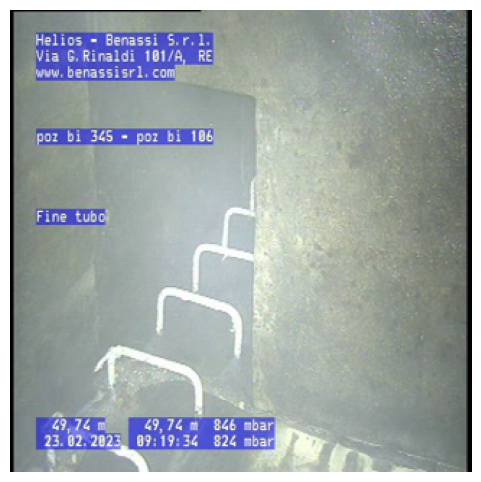 Helios - Benassi S.r.l.
Via G.Rinaldi 101/A, RE
www.benassisrl.com
poz bi 345 - poz bi 106
Fine tubo
49,74 m 49,74 m 846 mbar
23.02.2023 09:19:34 824 mbar